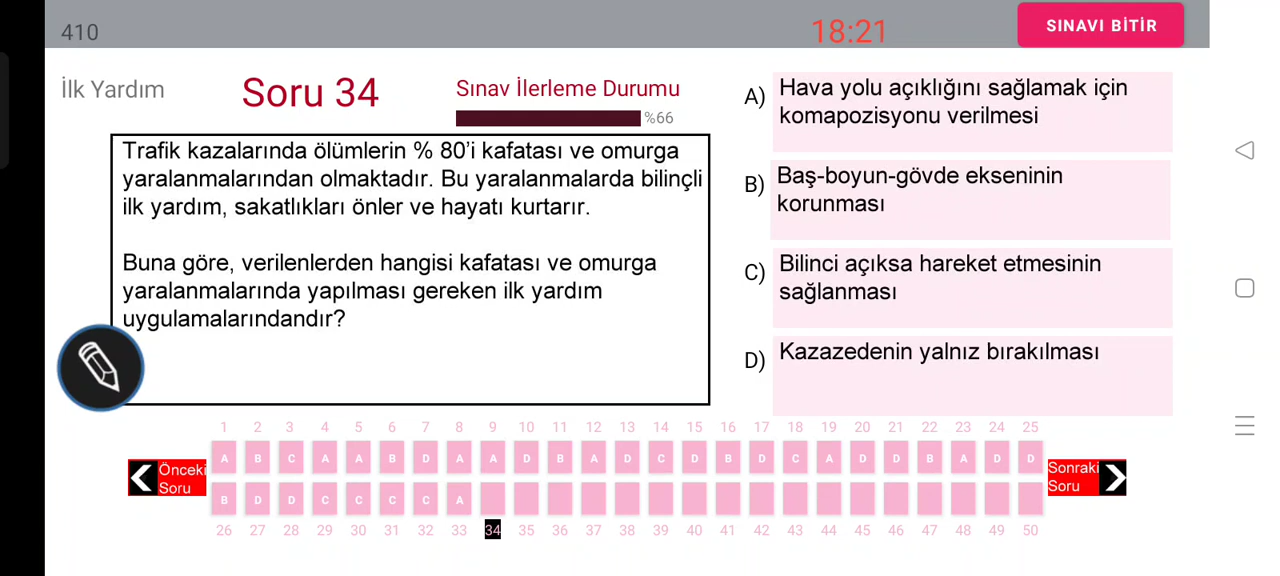 410
18:21
SINAVI BİTİR
İlk Yardım
Soru 34
Sınav İlerleme Durumu
%66
Trafik kazalarında ölümlerin % 80'i kafatası ve omurga
yaralanmalarından olmaktadır. Bu yaralanmalarda bilinçli
ilk yardım, sakatlıkları önler ve hayatı kurtarır.
Buna göre, verilenlerden hangisi kafatası ve omurga
yaralanmalarında yapılması gereken ilk yardım
uygulamalarındandır?
A) Hava yolu açıklığını sağlamak için
komapozisyonu verilmesi
B) Baş-boyun-gövde ekseninin
korunması
C) Bilinci açıksa hareket etmesinin
sağlanması
D) Kazazedenin yalnız bırakılması
1 2 3 4 5 6 7 8 9 10 11 12 13 14 15 16 17 18 19 20 21 22 23 24 25
A B C A A B D A A D B A D C D B D C A D D B A D D
Önceki
Soru
B D D C C C C A
Sonraki
Soru
26 27 28 29 30 31 32 33 34 35 36 37 38 39 40 41 42 43 44 45 46 47 48 49 50